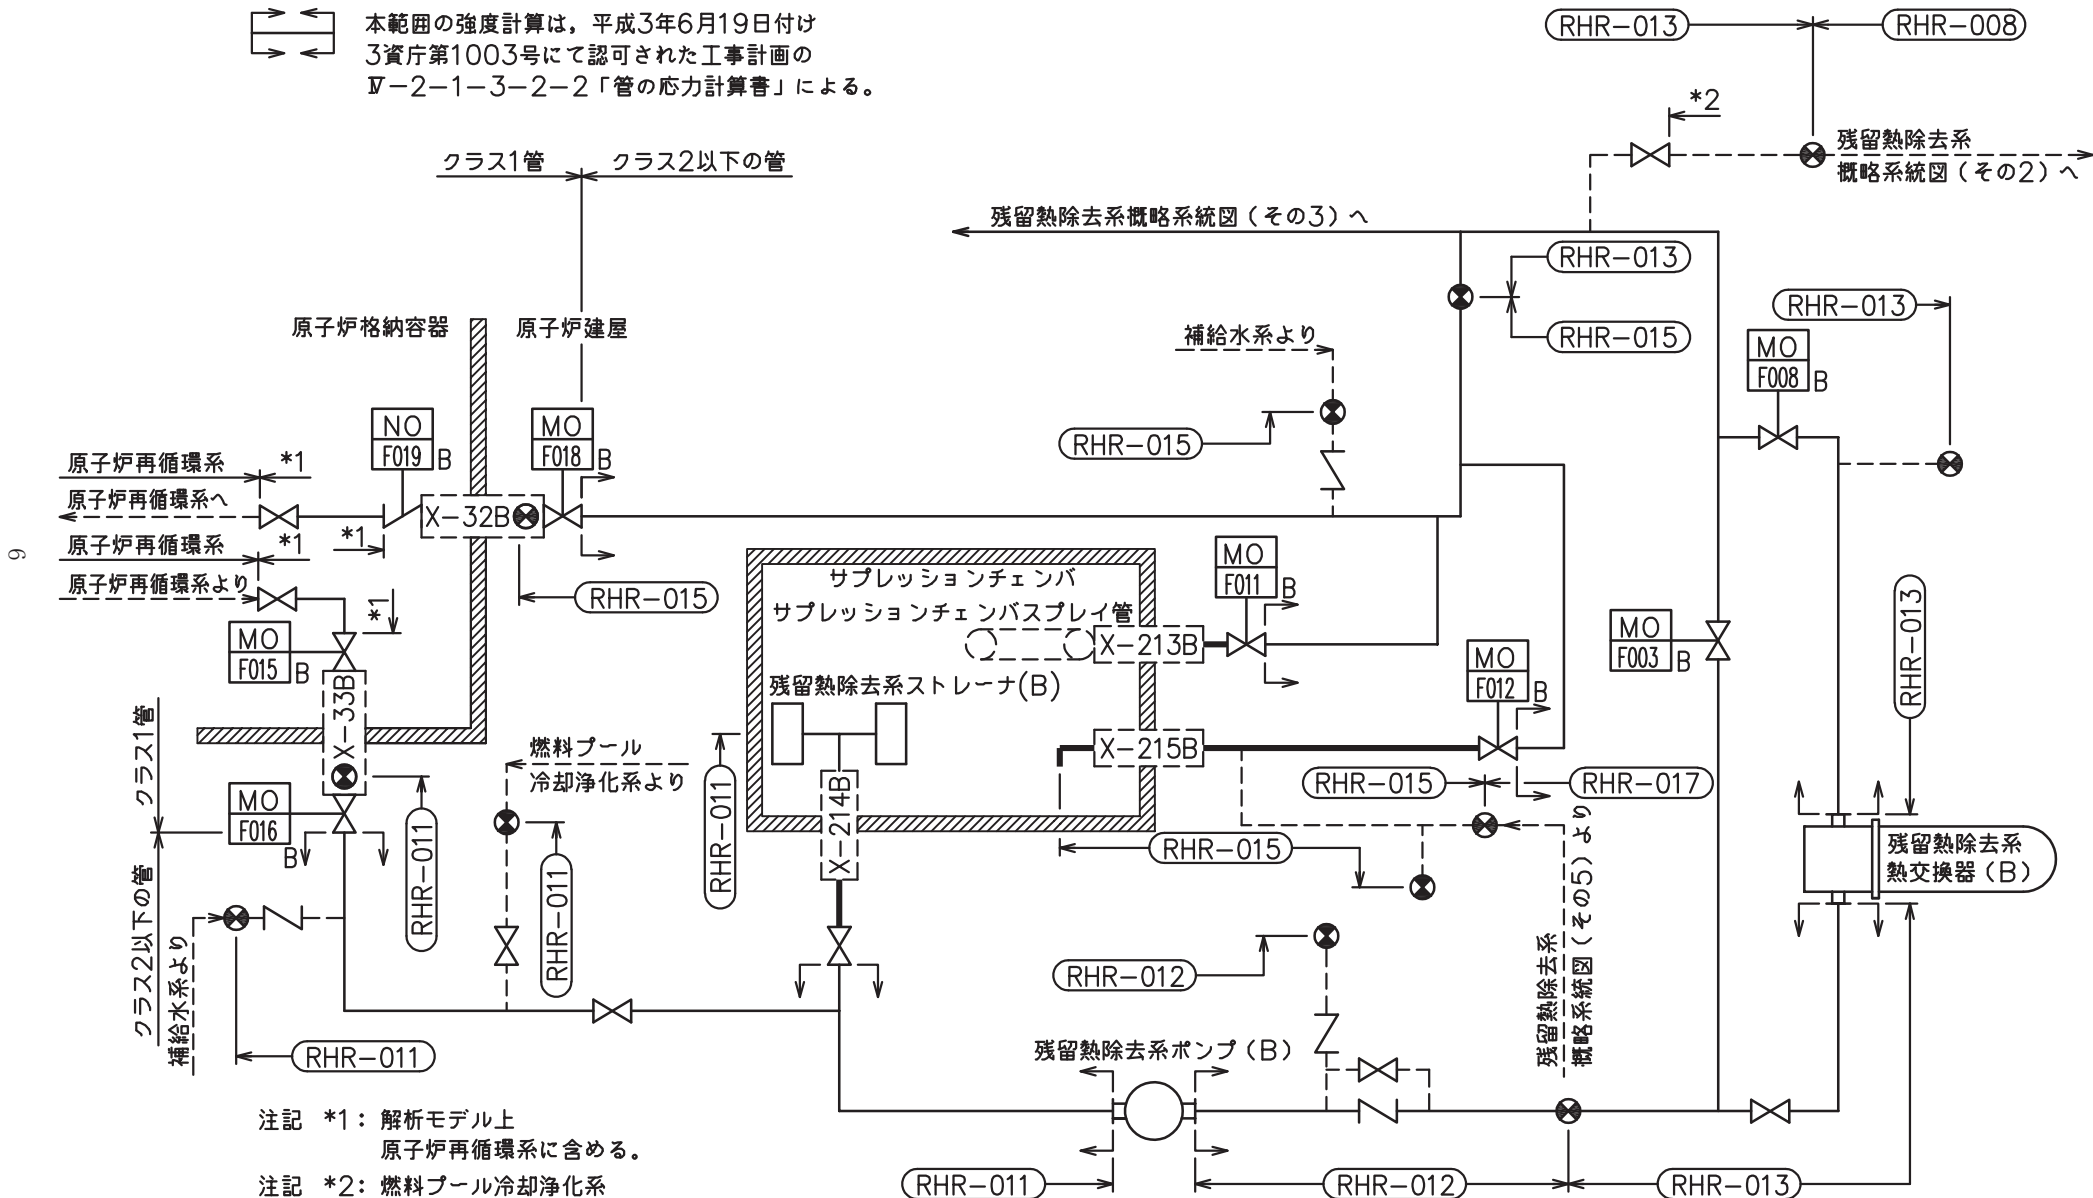 本範囲の強度計算は，平成3年6月19日付け
3資庁第1003号にて認可された工事計画の
Ⅳ－2－1－3－2－2「管の応力計算書」による。
RHR－013
RHR－008
*2
残留熱除去系
概略系統図（その2）へ
クラス1管
クラス2以下の管
残留熱除去系概略系統図（その3）へ
RHR－013
RHR－015
RHR－013
原子炉格納容器
原子炉建屋
補給水系より
MO
F008
B
RHR－015
NO
F019
B
MO
F018
B
原子炉再循環系
*1
原子炉再循環系へ
X－32B
*1
原子炉再循環系
*1
原子炉再循環系より
*1
RHR－015
MO
F015
B
X－33B
サプレッションチェンバ
サプレッションチェンバスプレイ管
X－213B
MO
F011
B
残留熱除去系ストレーナ(B)
X－215B
MO
F012
B
MO
F003
B
RHR－013
RHR－015
RHR－017
クラス1管
クラス2以下の管
MO
F016
B
RHR－011
燃料プール
冷却浄化系より
RHR－011
RHR－011
X－214B
RHR－015
残留熱除去系
概略系統図（その5）より
残留熱除去系
熱交換器（B）
補給水系より
RHR－011
RHR－012
残留熱除去系ポンプ（B）
RHR－011
RHR－012
RHR－013
注記 *1： 解析モデル上
原子炉再循環系に含める。
注記 *2： 燃料プール冷却浄化系
9